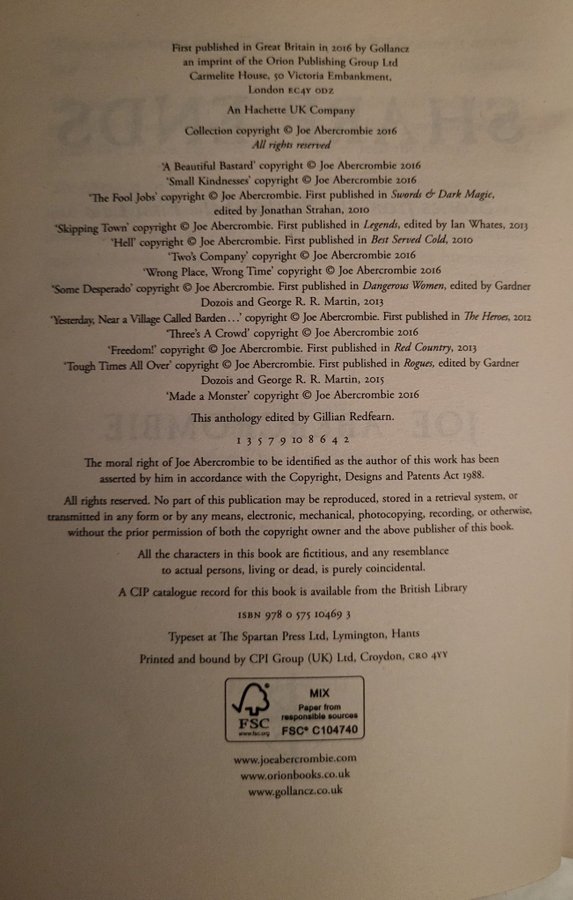 First published in Great Britain in 2016 by Gollancz
an imprint of the Orion Publishing Group Ltd
Carmelite House, 50 Victoria Embankment,
London EC4Y 0DZ
An Hachette UK Company
Collection copyright © Joe Abercrombie 2016
All rights reserved
'A Beautiful Bastard' copyright © Joe Abercrombie 2016
'Small Kindnesses' copyright © Joe Abercrombie 2016
'The Fool Jobs' copyright © Joe Abercrombie. First published in Swords & Dark Magic,
edited by Jonathan Strahan, 2010
'Skipping Town' copyright © Joe Abercrombie. First published in Legends, edited by Ian Whates, 2013
'Hell' copyright © Joe Abercrombie. First published in Best Served Cold, 2010
'Two's Company' copyright © Joe Abercrombie 2016
'Wrong Place, Wrong Time' copyright © Joe Abercrombie 2016
'Some Desperado' copyright © Joe Abercrombie. First published in Dangerous Women, edited by Gardner
Dozois and George R. R. Martin, 2013
'Yesterday, Near a Village Called Barden…' copyright © Joe Abercrombie. First published in The Heroes, 2012
'Three's A Crowd' copyright © Joe Abercrombie 2016
'Freedom!' copyright © Joe Abercrombie. First published in Red Country, 2013
'Tough Times All Over' copyright © Joe Abercrombie. First published in Rogues, edited by Gardner
Dozois and George R. R. Martin, 2015
'Made a Monster' copyright © Joe Abercrombie 2016
This anthology edited by Gillian Redfearn.
1 3 5 7 9 10 8 6 4 2
The moral right of Joe Abercrombie to be identified as the author of this work has been
asserted by him in accordance with the Copyright, Designs and Patents Act 1988.
All rights reserved. No part of this publication may be reproduced, stored in a retrieval system, or
transmitted in any form or by any means, electronic, mechanical, photocopying, recording, or otherwise,
without the prior permission of both the copyright owner and the above publisher of this book.
All the characters in this book are fictitious, and any resemblance
to actual persons, living or dead, is purely coincidental.
A CIP catalogue record for this book is available from the British Library
ISBN 978 0 575 10469 3
Typeset at The Spartan Press Ltd, Lymington, Hants
Printed and bound by CPI Group (UK) Ltd, Croydon, CR0 4YY
FSC
www.fsc.org
MIX
Paper from
responsible sources
FSC® C104740
www.joeabercrombie.com
www.orionbooks.co.uk
www.gollancz.co.uk